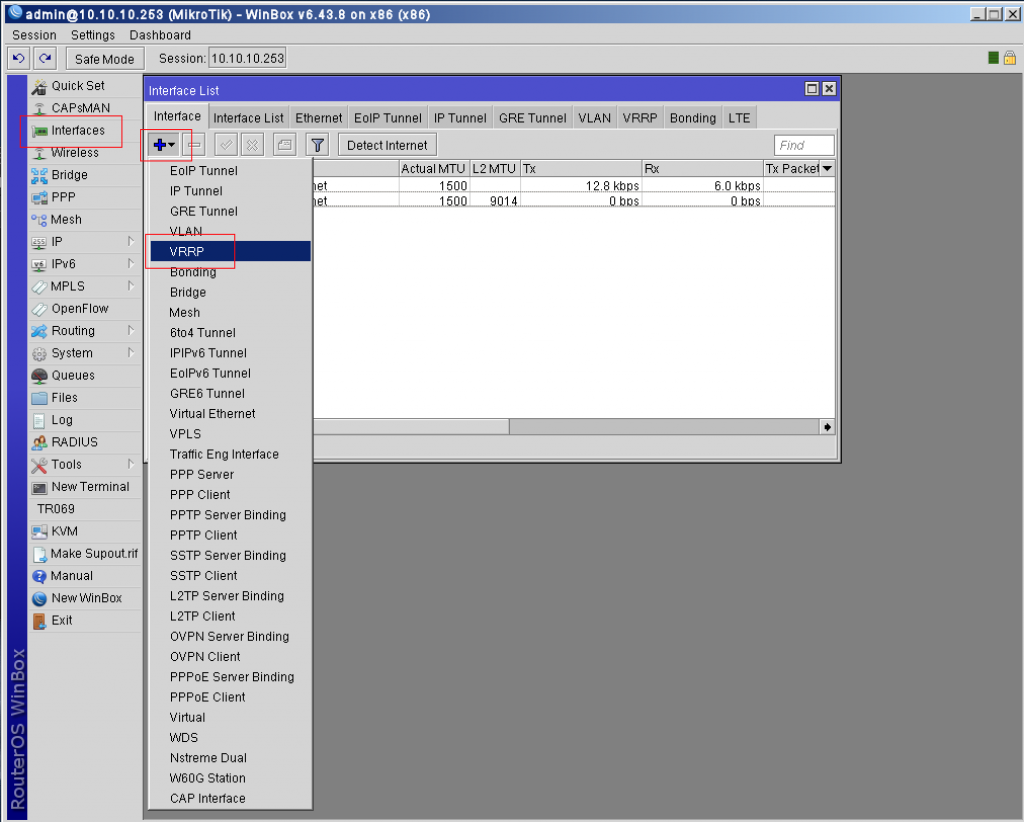 admin@10.10.10.253 (MikroTik) - WinBox v6.43.8 on x86 (x86)
Session Settings Dashboard
Safe Mode Session: 10.10.10.253
Quick Set
CAPsMAN
Interfaces
Wireless
Bridge
PPP
Mesh
IP
IPv6
MPLS
OpenFlow
Routing
System
Queues
Files
Log
RADIUS
Tools
New Terminal
TR069
KVM
Make Supout.rif
Manual
New WinBox
Exit
RouterOS WinBox
Interface List
Interface Interface List Ethernet EoIP Tunnel IP Tunnel GRE Tunnel VLAN VRRP Bonding LTE
Detect Internet Find
Actual MTU L2 MTU Tx Rx Tx Packet
net 1500 12.8 kbps 6.0 kbps
net 1500 9014 0 bps 0 bps
EoIP Tunnel
IP Tunnel
GRE Tunnel
VLAN
VRRP
Bonding
Bridge
Mesh
6to4 Tunnel
IPIPv6 Tunnel
EoIPv6 Tunnel
GRE6 Tunnel
Virtual Ethernet
VPLS
Traffic Eng Interface
PPP Server
PPP Client
PPTP Server Binding
PPTP Client
SSTP Server Binding
SSTP Client
L2TP Server Binding
L2TP Client
OVPN Server Binding
OVPN Client
PPPoE Server Binding
PPPoE Client
Virtual
WDS
Nstreme Dual
W60G Station
CAP Interface